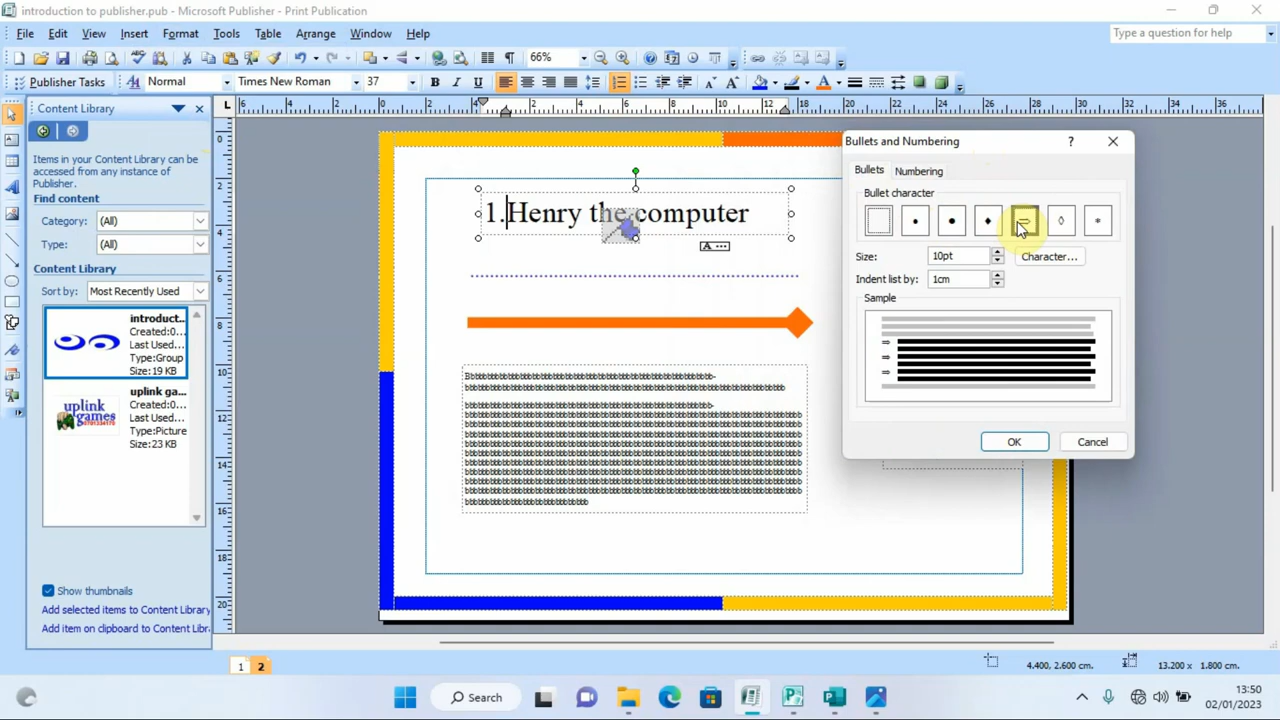 introduction to publisher.pub - Microsoft Publisher - Print Publication
File Edit View Insert Format Tools Table Arrange Window Help
Type a question for help
66%
Publisher Tasks
Normal
Times New Roman
37
Content Library
Items in your Content Library can be
accessed from any instance of
Publisher.
Find content
Category: (All)
Type: (All)
Content Library
Sort by: Most Recently Used
introduct...
Created:0...
Last Used...
Type:Group
Size:19 KB
uplink ga...
Created:0...
Last Used...
Type:Picture
Size:23 KB
uplink
games
0701334170
Show thumbnails
Add selected items to Content Library
Add item on clipboard to Content Libr
1. Henry the computer
Bullets and Numbering
Bullets Numbering
Bullet character
Size: 10pt Character...
Indent list by: 1cm
Sample
OK Cancel
1 2
4.400, 2.600 cm. 13.200 x 1.800 cm.
Search
13:50
02/01/2023